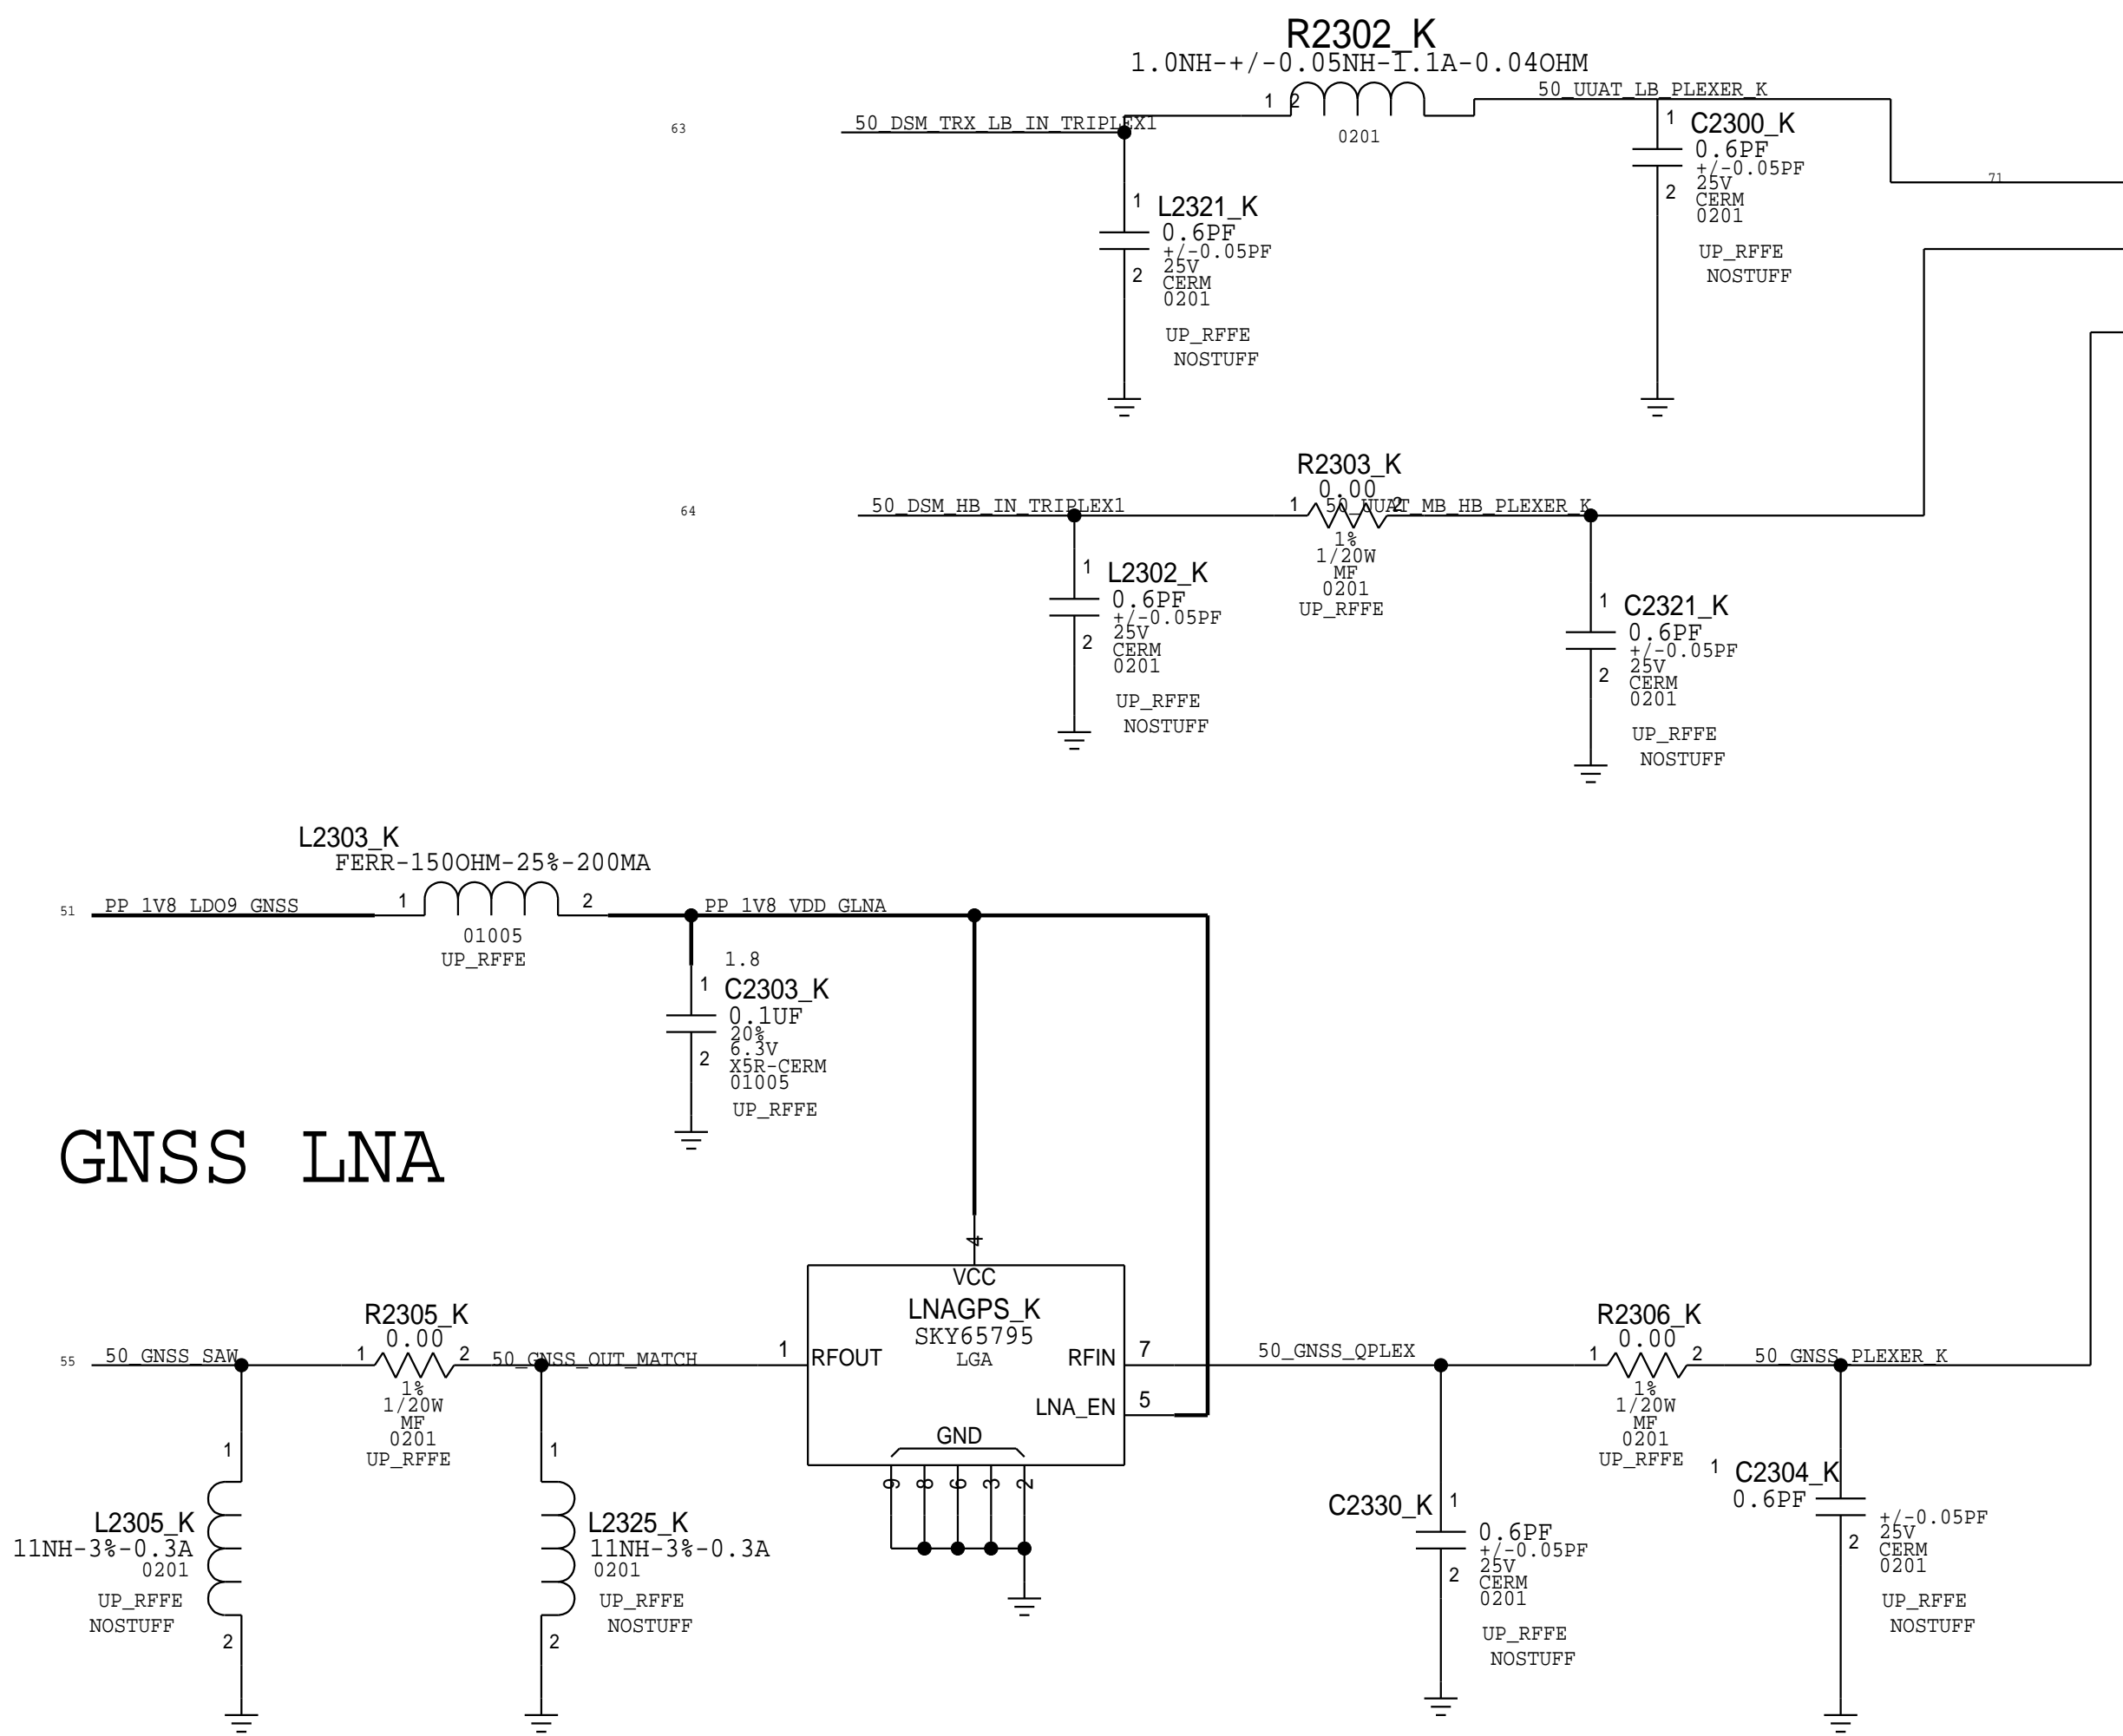 R2302_K
1.0NH-+/-0.05NH-1.1A-0.04OHM
1 2
0201
63
50_DSM_TRX_LB_IN_TRIPLEX1
50_UUAT_LB_PLEXER_K
71
1
L2321_K
0.6PF
+/-0.05PF
25V
2
CERM
0201
UP_RFFE
NOSTUFF
1
C2300_K
0.6PF
+/-0.05PF
25V
2
CERM
0201
UP_RFFE
NOSTUFF
64
50_DSM_HB_IN_TRIPLEX1
R2303_K
0.00
1
2
50_UUAT_MB_HB_PLEXER_K
1%
1/20W
MF
0201
UP_RFFE
1
L2302_K
0.6PF
+/-0.05PF
25V
2
CERM
0201
UP_RFFE
NOSTUFF
1
C2321_K
0.6PF
+/-0.05PF
25V
2
CERM
0201
UP_RFFE
NOSTUFF
L2303_K
FERR-150OHM-25%-200MA
51
PP_1V8_LDO9_GNSS
1
2
01005
UP_RFFE
PP_1V8_VDD_GLNA
1.8
1
C2303_K
0.1UF
20%
6.3V
2
X5R-CERM
01005
UP_RFFE
GNSS LNA
4
VCC
LNAGPS_K
SKY65795
LGA
1
RFOUT
RFIN
7
LNA_EN
5
GND
9
8
6
3
2
55
50_GNSS_SAW
R2305_K
0.00
1
2
1%
1/20W
MF
0201
UP_RFFE
50_GNSS_OUT_MATCH
1
L2305_K
11NH-3%-0.3A
0201
UP_RFFE
NOSTUFF
2
1
L2325_K
11NH-3%-0.3A
0201
UP_RFFE
NOSTUFF
2
50_GNSS_QPLEX
R2306_K
0.00
1
2
1%
1/20W
MF
0201
UP_RFFE
50_GNSS_PLEXER_K
C2330_K
1
0.6PF
+/-0.05PF
25V
2
CERM
0201
UP_RFFE
NOSTUFF
1
C2304_K
0.6PF
+/-0.05PF
25V
2
CERM
0201
UP_RFFE
NOSTUFF